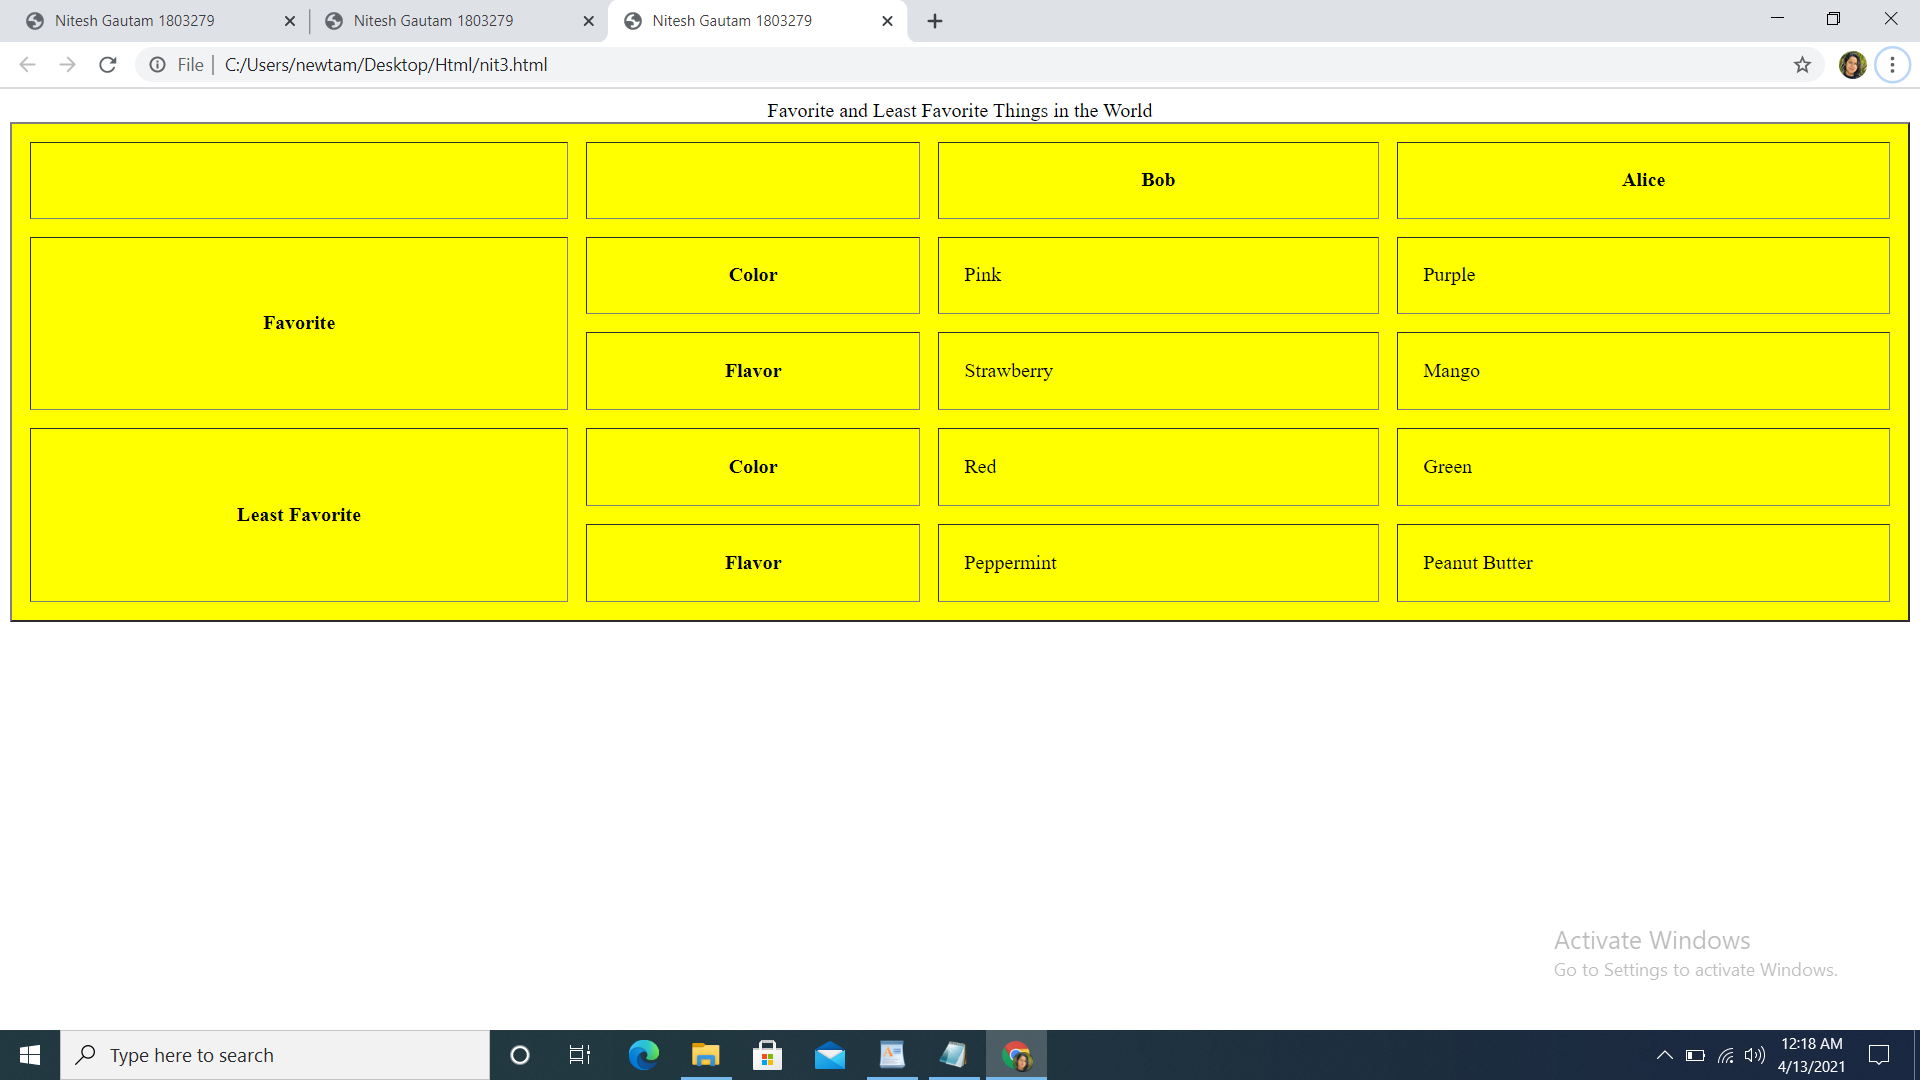 Nitesh Gautam 1803279 Nitesh Gautam 1803279 Nitesh Gautam 1803279
File C:/Users/newtam/Desktop/Html/nit3.html
Favorite and Least Favorite Things in the World
Bob Alice
Favorite
Color Pink Purple
Flavor Strawberry Mango
Least Favorite
Color Red Green
Flavor Peppermint Peanut Butter
Activate Windows
Go to Settings to activate Windows.
Type here to search
12:18 AM
4/13/2021